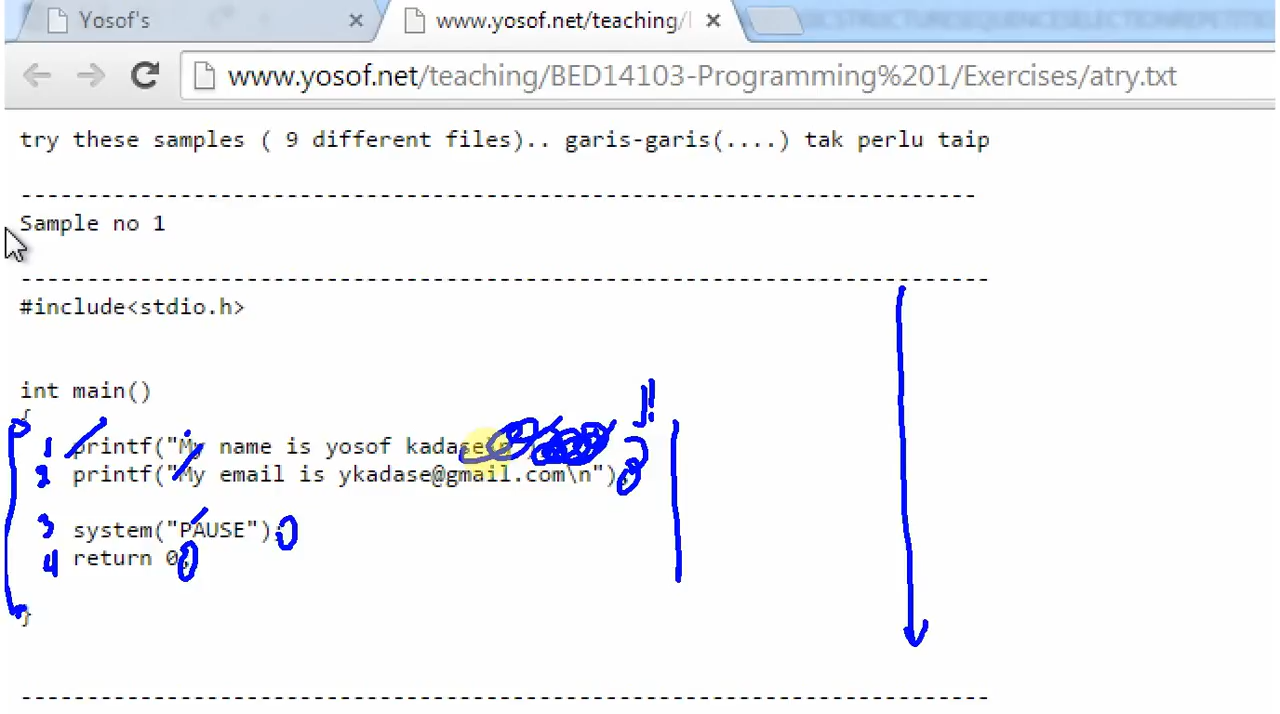 Yosof's
www.yosof.net/teaching/
www.yosof.net/teaching/BED14103-Programming%201/Exercises/atry.txt
try these samples ( 9 different files).. garis-garis(....) tak perlu taip
--------------------------------------------------------------------------
Sample no 1
--------------------------------------------------------------------------
#include<stdio.h>
int main()
{
1 printf("My name is yosof kadase\n
2 printf("My email is ykadase@gmail.com\n");
3 system("PAUSE");
4 return 0;
}
--------------------------------------------------------------------------